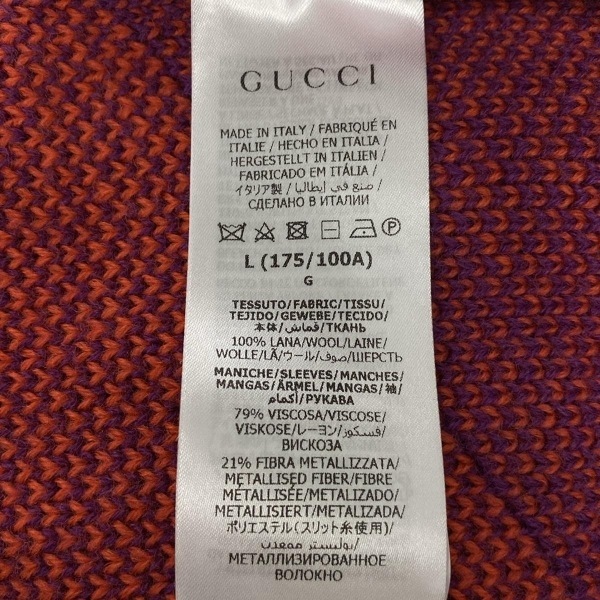 GUCCI
MADE IN ITALY / FABRIQUÉ EN
ITALIE / HECHO EN ITALIA /
HERGESTELLT IN ITALIEN /
FABRICADO EM ITÁLIA /
イタリア製 / صنع في إيطاليا /
СДЕЛАНО В ИТАЛИИ
P
L (175/100A)
G
TESSUTO/FABRIC/TISSU/
TEJIDO/GEWEBE/TECIDO/
本体/قماش/ТКАНЬ
100% LANA/WOOL/LAINE/
WOLLE/LÃ/ウール/صوف/ШЕРСТЬ
MANICHE/SLEEVES/MANCHES/
MANGAS/ÄRMEL/MANGAS/袖/
أكمام/РУКАВА
79% VISCOSA/VISCOSE/
VISKOSE/レーヨン/فسكوز/
ВИСКОЗА
21% FIBRA METALLIZZATA/
METALLISED FIBER/FIBRE
MÉTALLISÉE/METALIZADO/
METALLISIERT/METALIZADA/
ポリエステル(スリット糸使用)/
بوليستر ممعدن/
МЕТАЛЛИЗИРОВАННОЕ
ВОЛОКНО